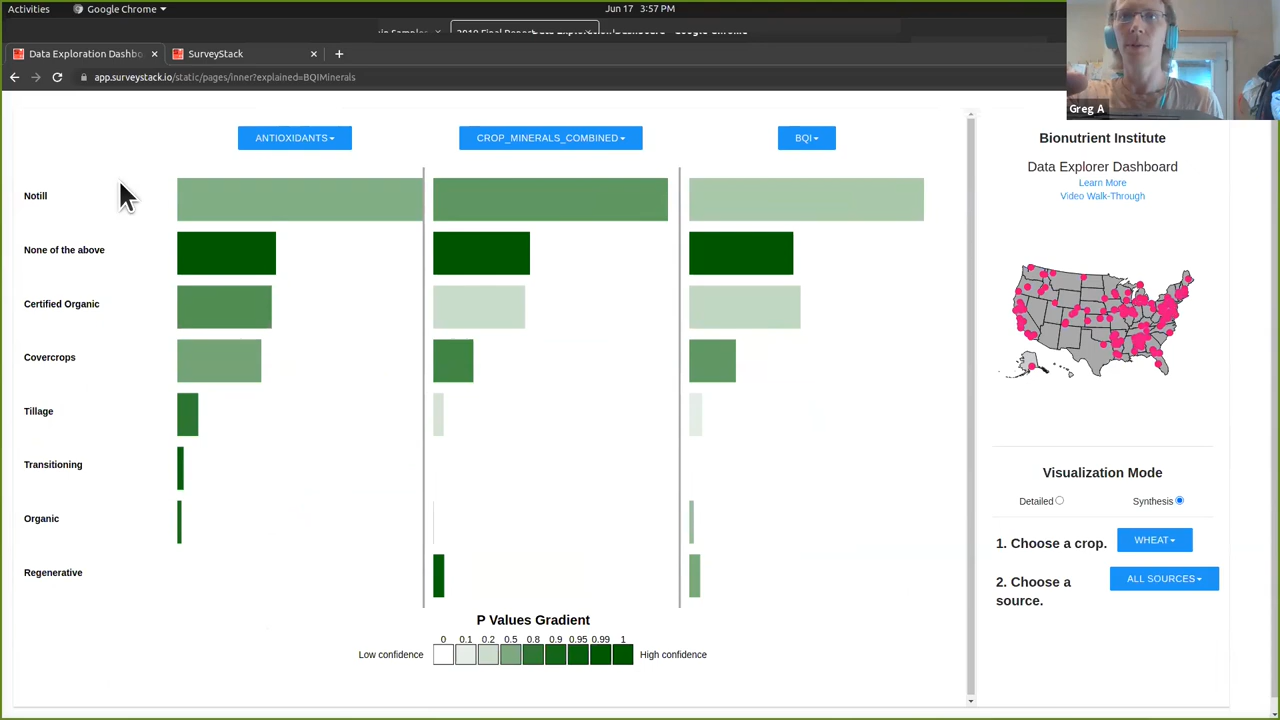 Activities
Google Chrome
Jun 17 3:57 PM
Data Exploration Dashbo
SurveyStack
app.surveystack.io/static/pages/inner?explained=BQIMinerals
Greg A
ANTIOXIDANTS
CROP_MINERALS_COMBINED
BQI
Notill
None of the above
Certified Organic
Covercrops
Tillage
Transitioning
Organic
Regenerative
P Values Gradient
0 0.1 0.2 0.5 0.8 0.9 0.95 0.99 1
Low confidence
High confidence
Bionutrient Institute
Data Explorer Dashboard
Learn More
Video Walk-Through
Visualization Mode
Detailed
Synthesis
1. Choose a crop.
WHEAT
2. Choose a
source.
ALL SOURCES